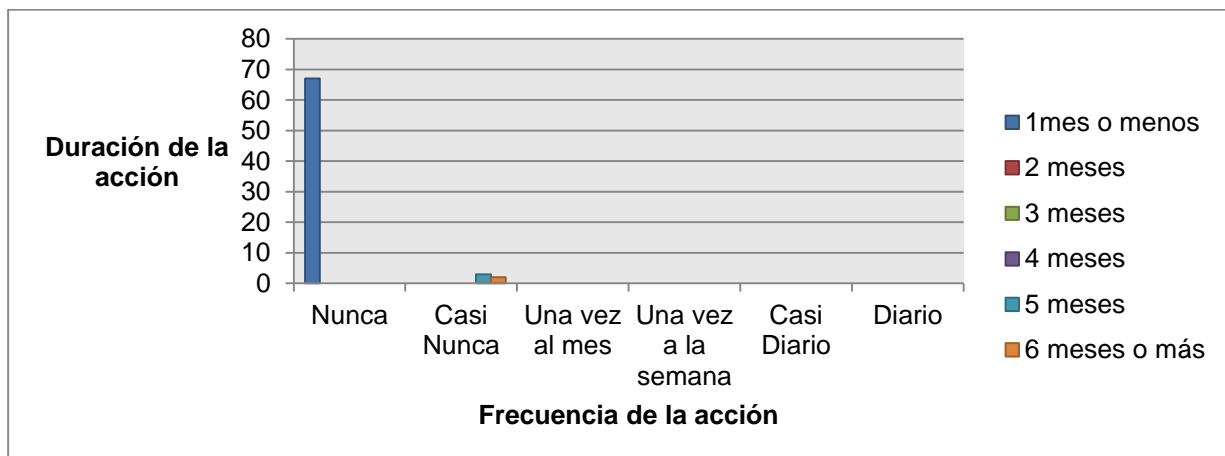 80
70
60
50
40
30
20
10
0
Duración de la
acción
Nunca
Casi
Nunca
Una vez
al mes
Una vez
a la
semana
Casi
Diario
Diario
Frecuencia de la acción
1mes o menos
2 meses
3 meses
4 meses
5 meses
6 meses o más